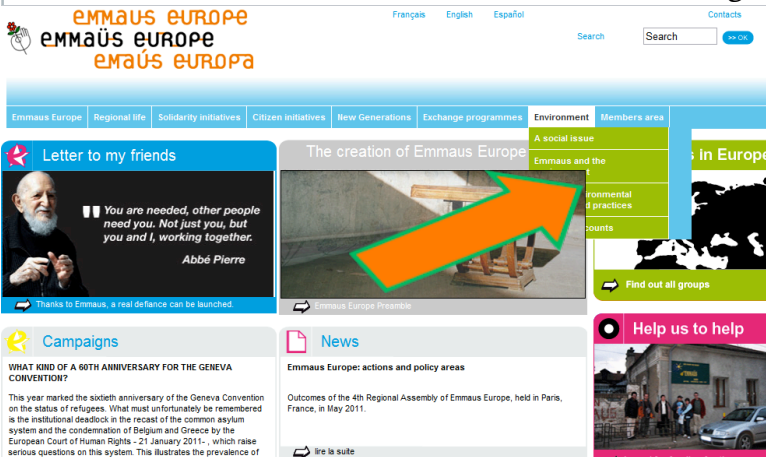 emmaus europe
emmaüs europe
emaús europa
Français English Español
Contacts
Search
Search
>> OK
Emmaus Europe Regional life Solidarity initiatives Citizen initiatives New Generations Exchange programmes Environment Members area
A social issue
Emmaus and the
Letter to my friends
The creation of Emmaus Europe
in Europe
" You are needed, other people
need you. Not just you, but
you and I, working together.
Abbé Pierre
practices
Find out all groups
Thanks to Emmaus, a real defiance can be launched.
Emmaus Europe Preamble
Campaigns
News
Help us to help
WHAT KIND OF A 60TH ANNIVERSARY FOR THE GENEVA
CONVENTION?
This year marked the sixtieth anniversary of the Geneva Convention
on the status of refugees. What must unfortunately be remembered
is the institutional deadlock in the recast of the common asylum
system and the condemnation of Belgium and Greece by the
European Court of Human Rights - 21 January 2011- , which raise
serious questions on this system. This illustrates the prevalence of
Emmaus Europe: actions and policy areas
Outcomes of the 4th Regional Assembly of Emmaus Europe, held in Paris,
France, in May 2011.
lire la suite